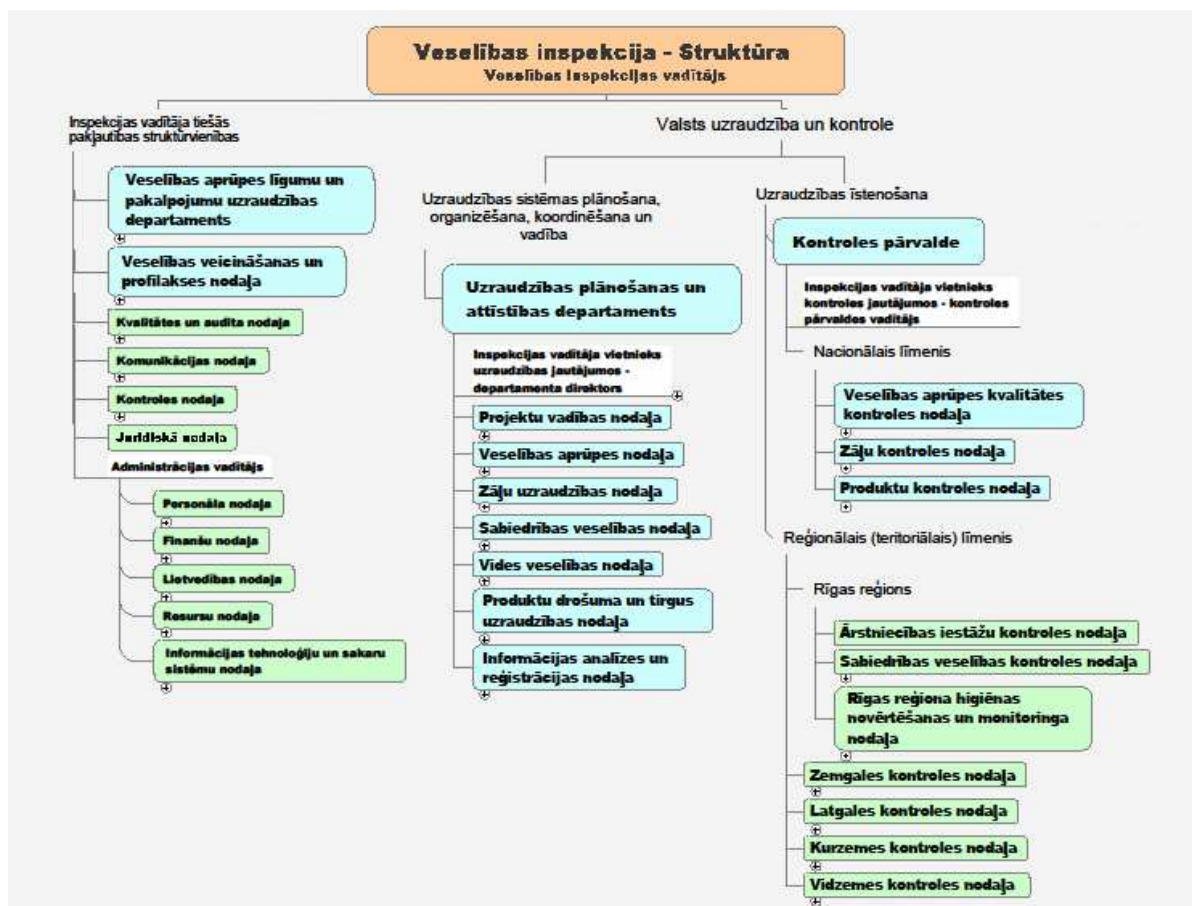 Veselības inspekcija - Struktūra
Veselības Inspekcijas vadītājs
Inspekcijas vadītāja tiešās
pakļautības struktūrvienības
Veselības aprūpes līgumu un
pakalpojumu uzraudzības
departaments
Veselības veicināšanas un
profilakses nodaļa
Kvalitātes un audita nodaļa
Komunikācijas nodaļa
Kontroles nodaļa
Juridiskā nodaļa
Administrācijas vadītājs
Personāla nodaļa
Finanšu nodaļa
Lietvedības nodaļa
Resursu nodaļa
Informācijas tehnoloģiju un sakaru
sistēmu nodaļa
Valsts uzraudzība un kontrole
Uzraudzības sistēmas plānošana,
organizēšana, koordinēšana un
vadība
Uzraudzības plānošanas un
attīstības departaments
Inspekcijas vadītāja vietnieks
uzraudzības jautājumos -
departamenta direktors
Projektu vadības nodaļa
Veselības aprūpes nodaļa
Zāļu uzraudzības nodaļa
Sabiedrības veselības nodaļa
Vides veselības nodaļa
Produktu drošuma un tirgus
uzraudzības nodaļa
Informācijas analīzes un
reģistrācijas nodaļa
Uzraudzības īstenošana
Kontroles pārvalde
Inspekcijas vadītāja vietnieks
kontroles jautājumos - kontroles
pārvaldes vadītājs
Nacionālais līmenis
Veselības aprūpes kvalitātes
kontroles nodaļa
Zāļu kontroles nodaļa
Produktu kontroles nodaļa
Reģionālais (teritoriālais) līmenis
Rīgas reģions
Ārstniecības iestāžu kontroles nodaļa
Sabiedrības veselības kontroles nodaļa
Rīgas reģiona higiēnas
novērtēšanas un monitoringa
nodaļa
Zemgales kontroles nodaļa
Latgales kontroles nodaļa
Kurzemes kontroles nodaļa
Vidzemes kontroles nodaļa